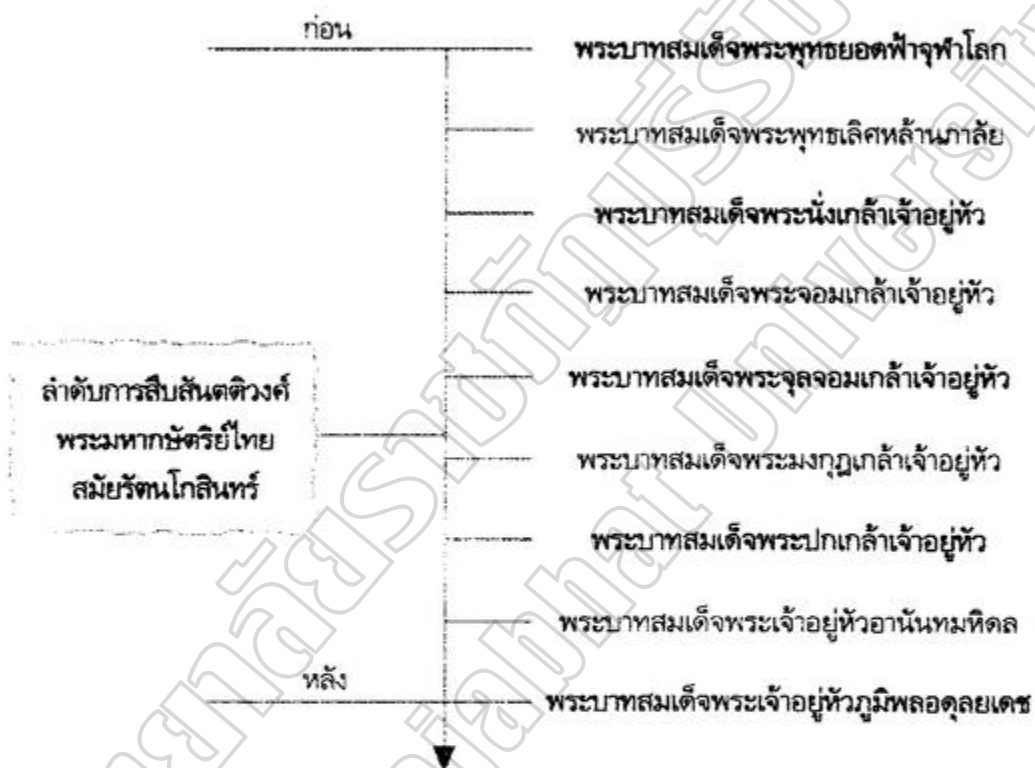 ก่อน
พระบาทสมเด็จพระพุทธยอดฟ้าจุฬาโลก
พระบาทสมเด็จพระพุทธเลิศหล้านภาลัย
พระบาทสมเด็จพระนั่งเกล้าเจ้าอยู่หัว
พระบาทสมเด็จพระจอมเกล้าเจ้าอยู่หัว
พระบาทสมเด็จพระจุลจอมเกล้าเจ้าอยู่หัว
ลำดับการสืบสันตติวงศ์
พระมหากษัตริย์ไทย
สมัยรัตนโกสินทร์
พระบาทสมเด็จพระมงกุฎเกล้าเจ้าอยู่หัว
พระบาทสมเด็จพระปกเกล้าเจ้าอยู่หัว
พระบาทสมเด็จพระเจ้าอยู่หัวอานันทมหิดล
หลัง
พระบาทสมเด็จพระเจ้าอยู่หัวภูมิพลอดุลยเดช